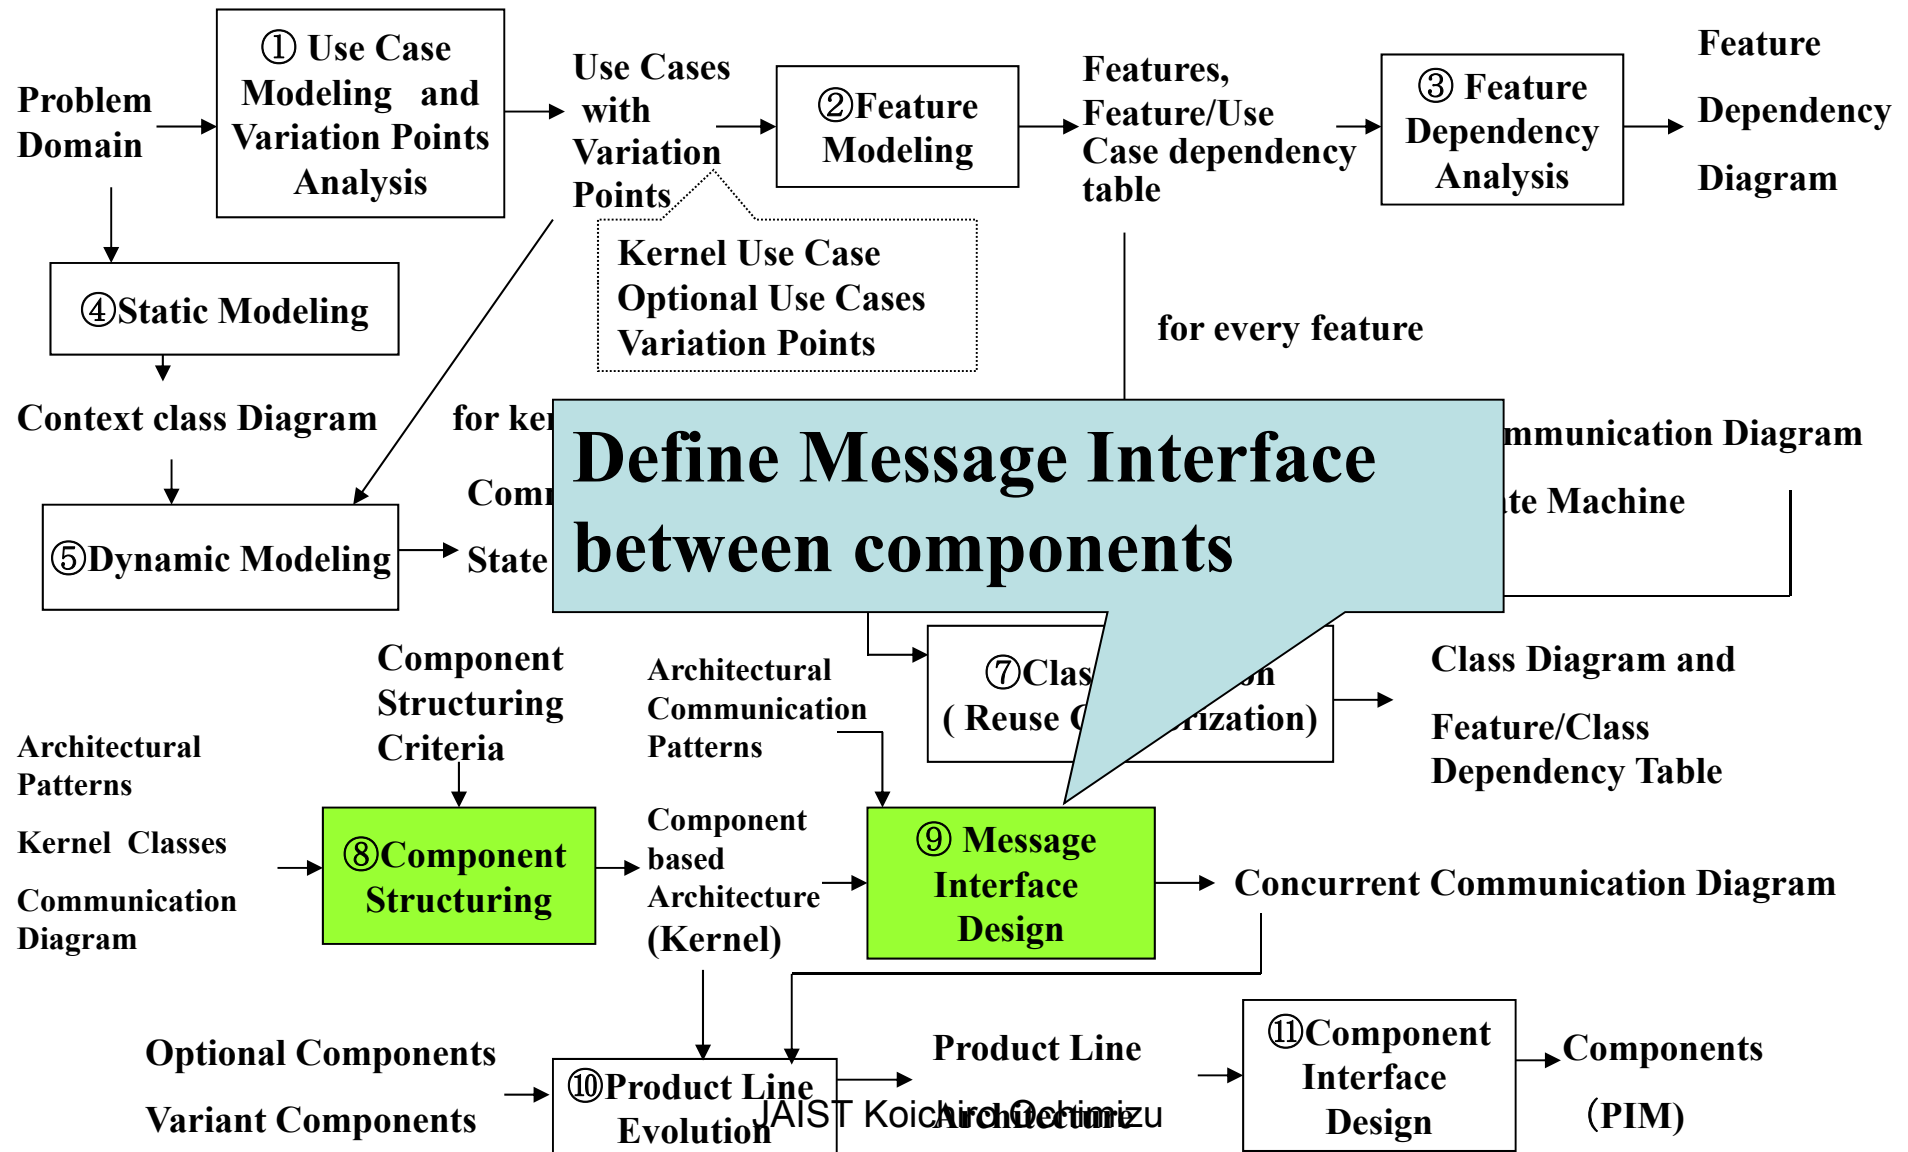 Problem
Domain
① Use Case
Modeling and
Variation Points
Analysis
Use Cases
with
Variation
Points
②Feature
Modeling
Features,
Feature/Use
Case dependency
table
③ Feature
Dependency
Analysis
Feature
Dependency
Diagram
Kernel Use Case
Optional Use Cases
Variation Points
④Static Modeling
for every feature
Context class Diagram
for
Define Message Interface
between components
Diagram
Machine
⑤Dynamic Modeling
State
Component
Structuring
Criteria
Architectural
Communication
Patterns
⑦
( Reuse
Class Diagram and
Feature/Class
Dependency Table
Architectural
Patterns
Kernel Classes
Communication
Diagram
⑧Component
Structuring
Component
based
Architecture
(Kernel)
⑨ Message
Interface
Design
Concurrent Communication Diagram
Optional Components
Variant Components
⑩Product Line
Evolution
Product Line
Architecture
⑪Component
Interface
Design
Components
（PIM)
JAIST Koichiro Ochimizu